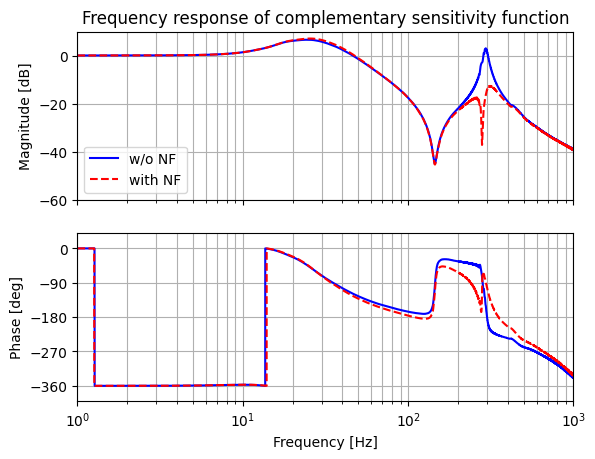 Frequency response of complementary sensitivity function
Magnitude [dB]
0
−20
−40
−60
w/o NF
with NF
Phase [deg]
0
−90
−180
−270
−360
10^0
10^1
10^2
10^3
Frequency [Hz]